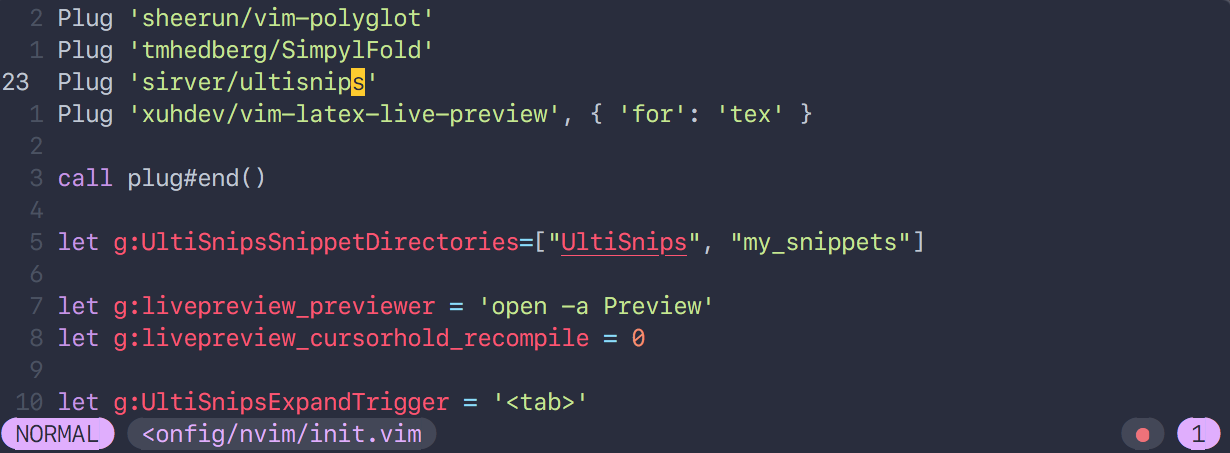 2 Plug 'sheerun/vim-polyglot'
1 Plug 'tmhedberg/SimpylFold'
23 Plug 'sirver/ultisnips'
1 Plug 'xuhdev/vim-latex-live-preview', { 'for': 'tex' }
2
3 call plug#end()
4
5 let g:UltiSnipsSnippetDirectories=["UltiSnips", "my_snippets"]
6
7 let g:livepreview_previewer = 'open -a Preview'
8 let g:livepreview_cursorhold_recompile = 0
9
10 let g:UltiSnipsExpandTrigger = '<tab>'
NORMAL <onfig/nvim/init.vim 1